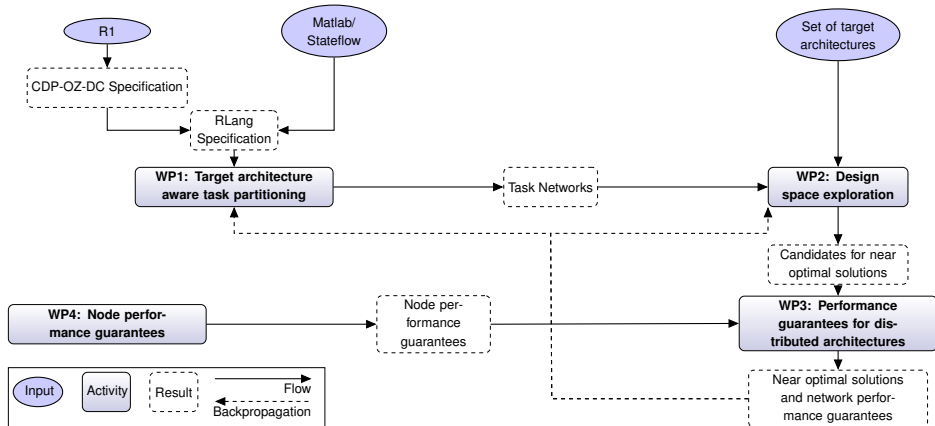 R1
Matlab/
Stateflow
Set of target
architectures
CDP-OZ-DC Specification
RLang
Specification
WP1: Target architecture
aware task partitioning
Task Networks
WP2: Design
space exploration
Candidates for near
optimal solutions
WP4: Node perfor-
mance guarantees
Node per-
formance
guarantees
WP3: Performance
guarantees for dis-
tributed architectures
Near optimal solutions
and network perfor-
mance guarantees
Input
Activity
Result
Flow
Backpropagation